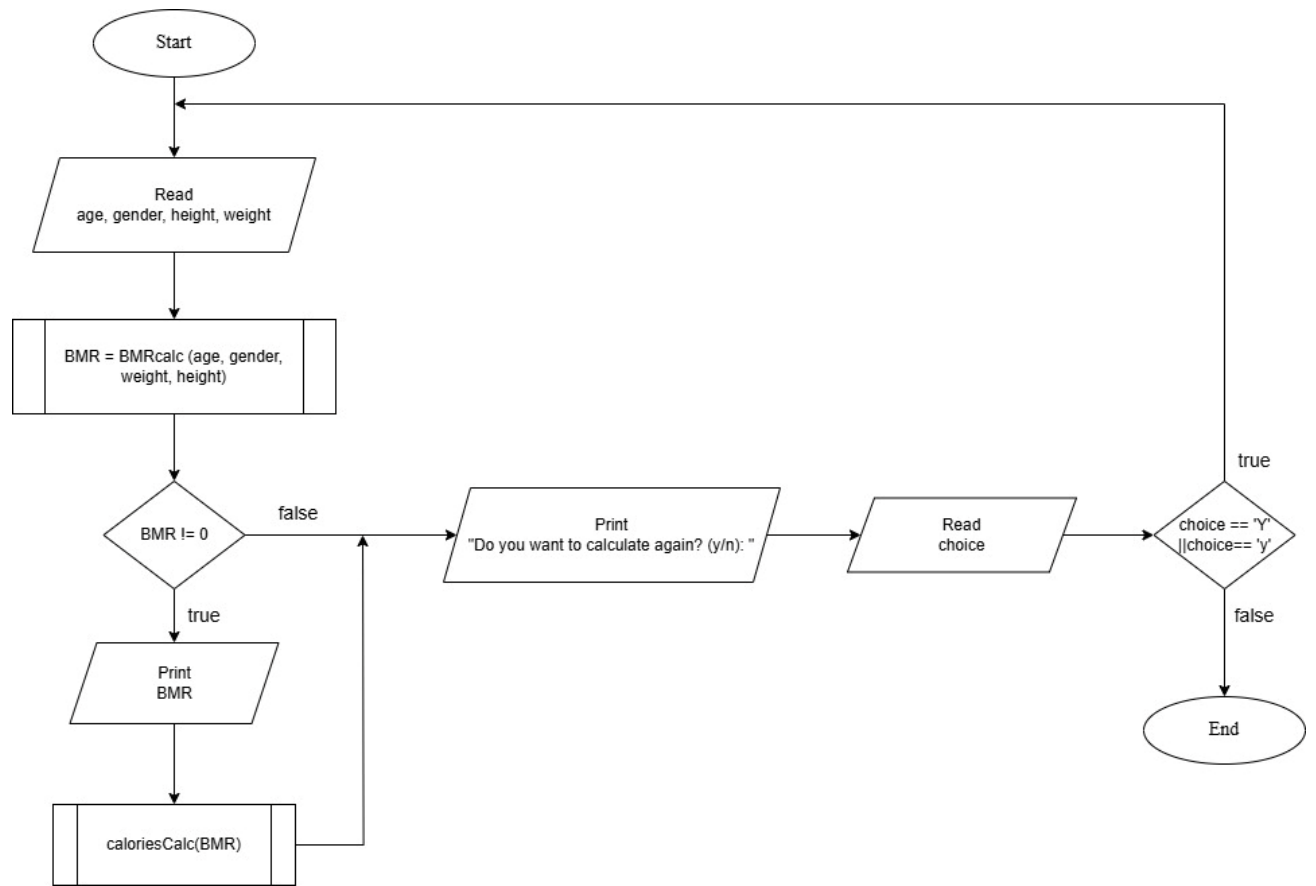 Start
Read
age, gender, height, weight
BMR = BMRcalc (age, gender,
weight, height)
BMR != 0
false
true
Print
BMR
caloriesCalc(BMR)
Print
"Do you want to calculate again? (y/n): "
Read
choice
choice == 'Y'
||choice== 'y'
true
false
End